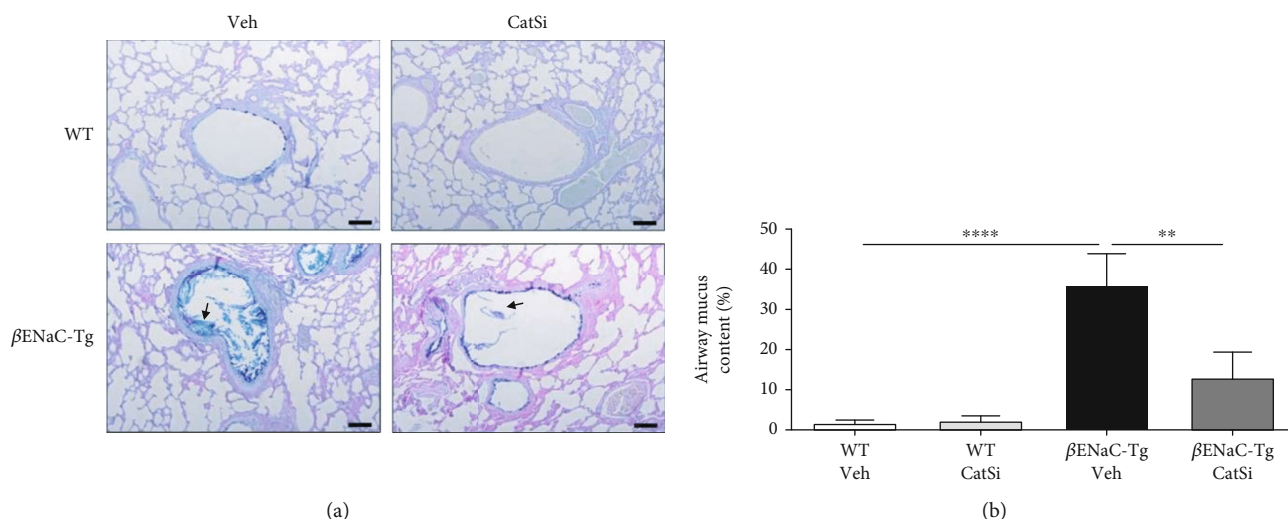 Veh
CatSi
WT
βENaC-Tg
(a)
Airway mucus
content (%)
50
40
30
20
10
0
****
**
WT
Veh
WT
CatSi
βENaC-Tg
Veh
βENaC-Tg
CatSi
(b)